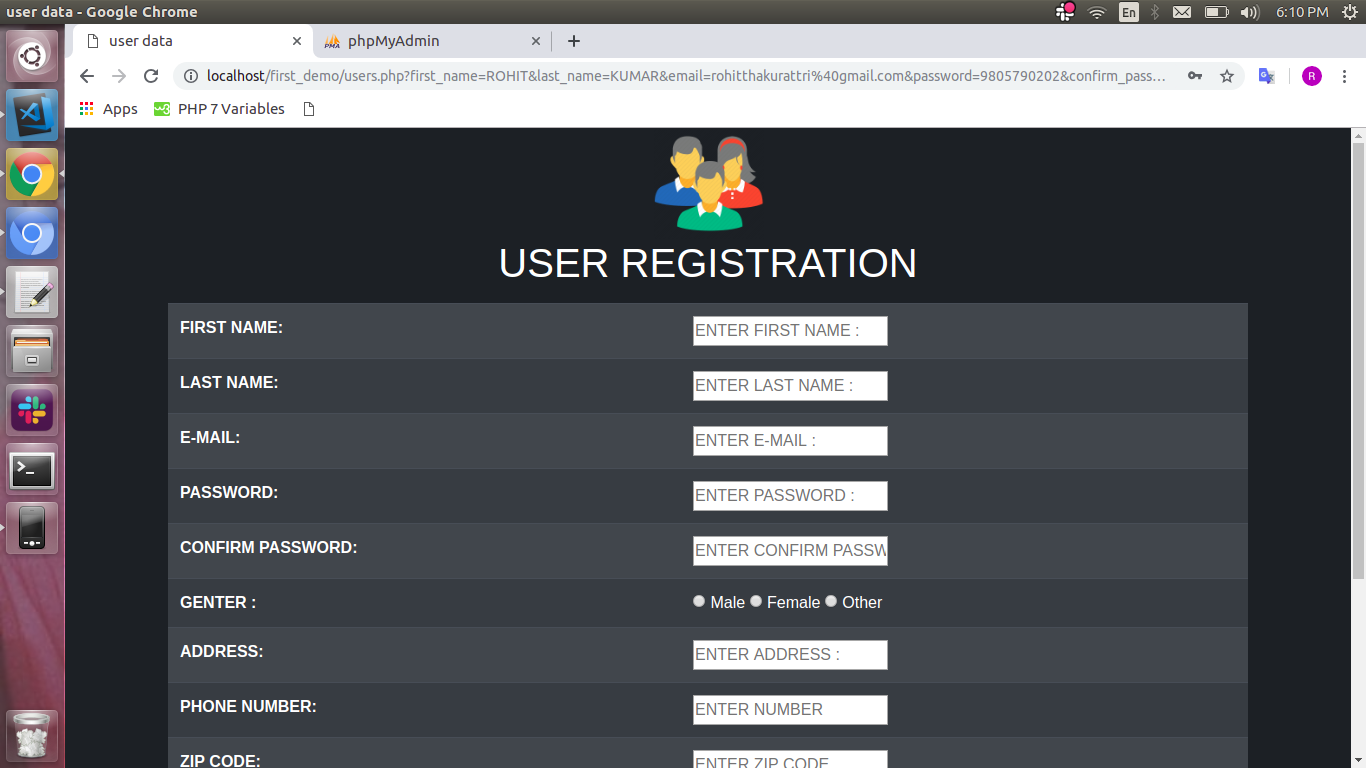 user data - Google Chrome
En
6:10 PM
user data
PMA phpMyAdmin
localhost/first_demo/users.php?first_name=ROHIT&last_name=KUMAR&email=rohitthakurattri%40gmail.com&password=9805790202&confirm_pass...
R
Apps
w3 PHP 7 Variables
USER REGISTRATION
FIRST NAME: ENTER FIRST NAME :
LAST NAME: ENTER LAST NAME :
E-MAIL: ENTER E-MAIL :
PASSWORD: ENTER PASSWORD :
CONFIRM PASSWORD: ENTER CONFIRM PASSW
GENTER : Male Female Other
ADDRESS: ENTER ADDRESS :
PHONE NUMBER: ENTER NUMBER
ZIP CODE: ENTER ZIP CODE